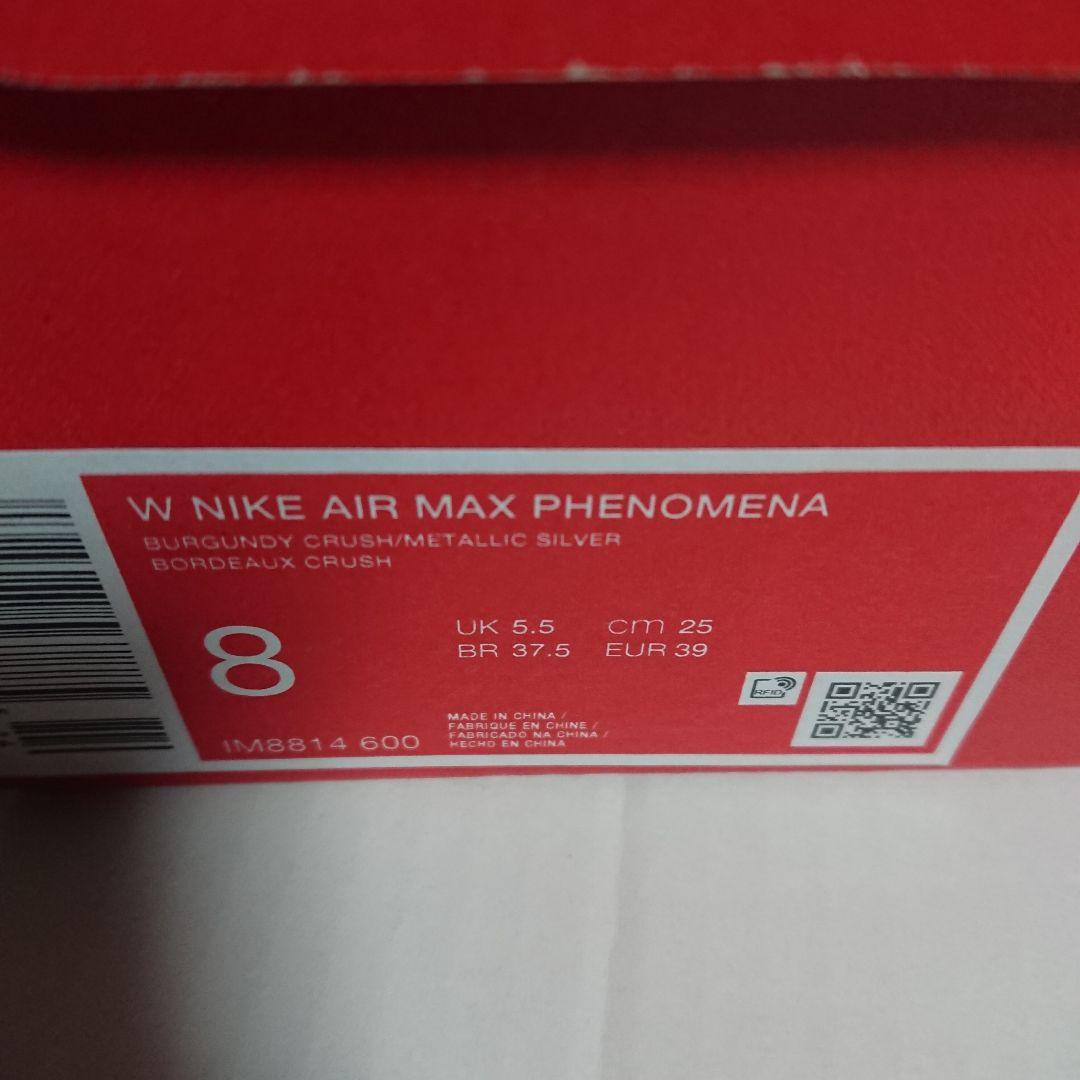 W NIKE AIR MAX PHENOMENA
BURGUNDY CRUSH/METALLIC SILVER
BORDEAUX CRUSH
8
UK 5.5 cm 25
BR 37.5 EUR 39
RFID
MADE IN CHINA /
FABRIQUE EN CHINE /
FABRICADO NA CHINA /
HECHO EN CHINA
IM8814 600